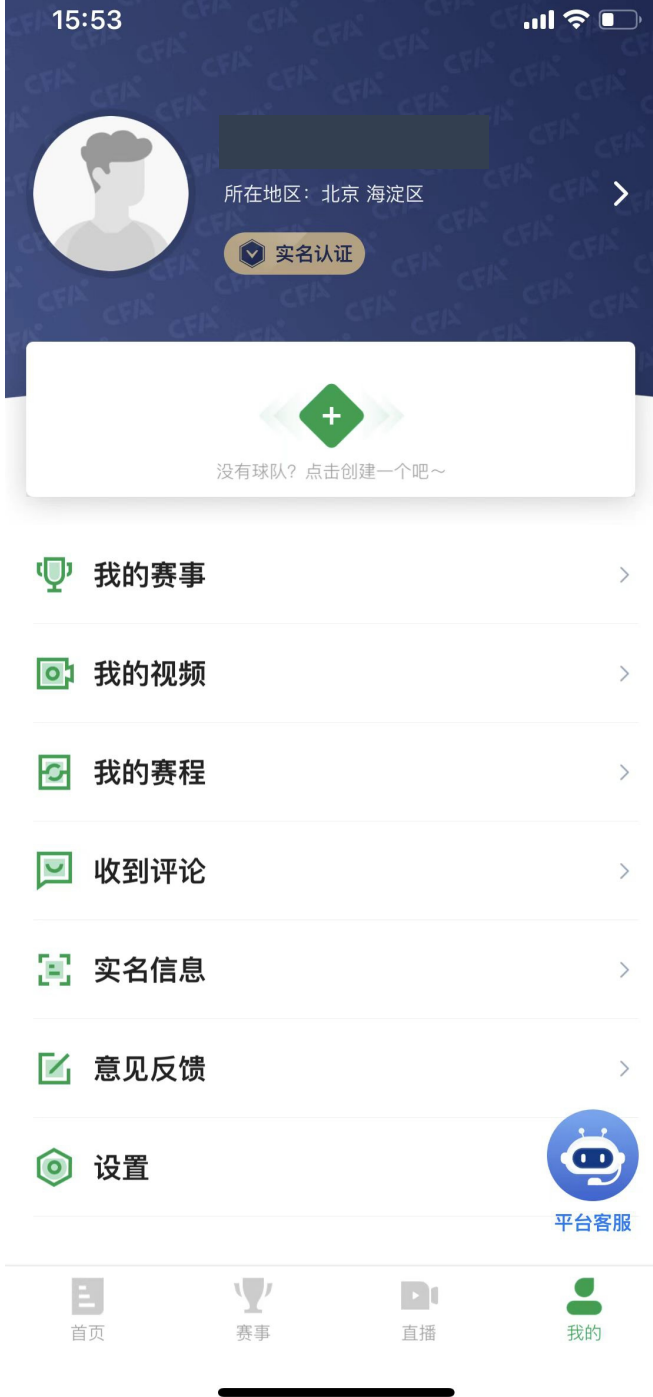 15:53
所在地区：北京 海淀区
实名认证
没有球队？点击创建一个吧～
我的赛事
我的视频
我的赛程
收到评论
实名信息
意见反馈
设置
平台客服
首页
赛事
直播
我的